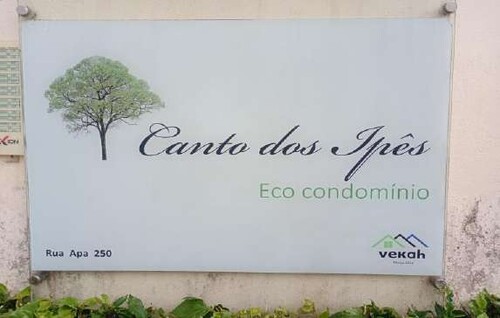 Canto dos Ipês
Eco condomínio
Rua Apa 250
vekah